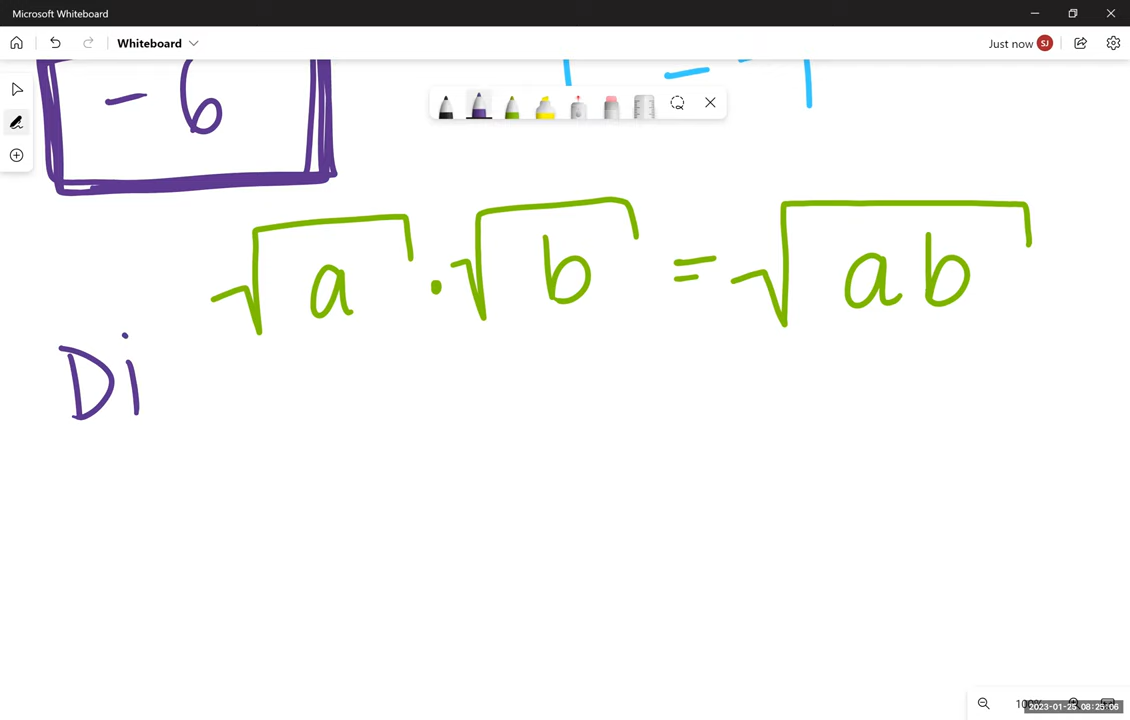 Microsoft Whiteboard
Whiteboard
Just now SJ
- 6
√a · √b = √ab
Di
2023-01-25 08:25:06